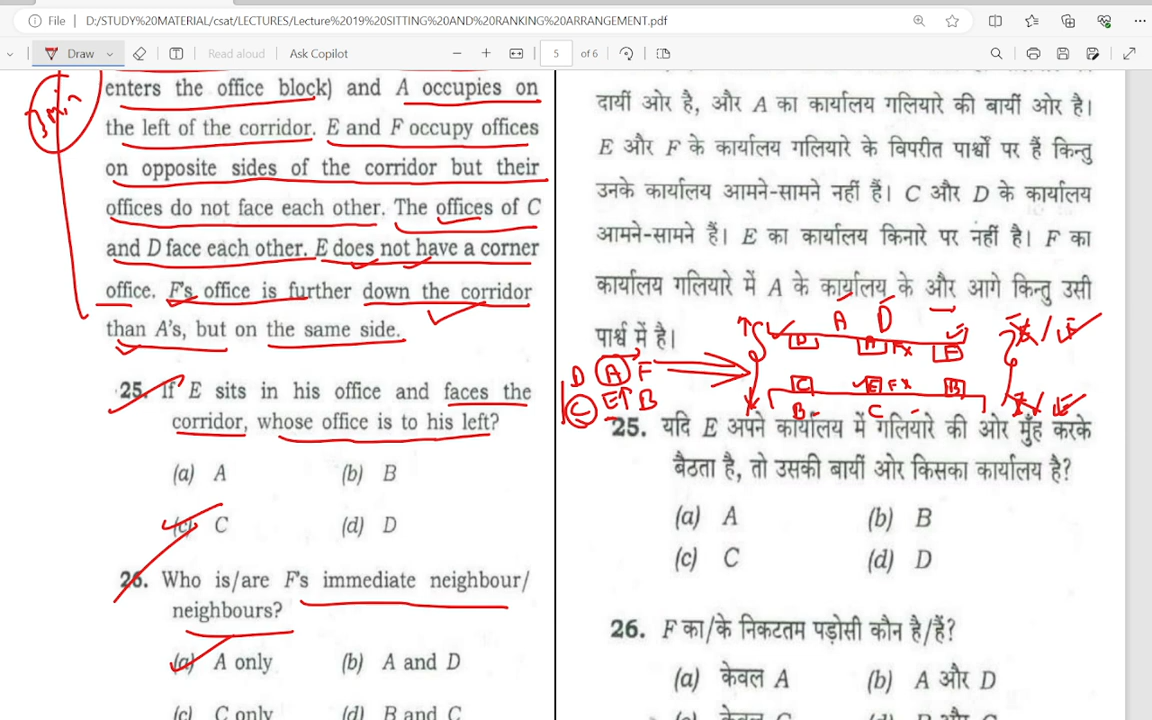 File D:/STUDY%20MATERIAL/csat/LECTURES/Lecture%2019%20SITTING%20AND%20RANKING%20ARRANGEMENT.pdf
Draw Read aloud Ask Copilot 5 of 6
enters the office block) and A occupies on
the left of the corridor. E and F occupy offices
on opposite sides of the corridor but their
offices do not face each other. The offices of C
and D face each other. E does not have a corner
office. F's office is further down the corridor
than A's, but on the same side.
3 min
25. If E sits in his office and faces the
corridor, whose office is to his left?
(a) A (b) B
(c) C (d) D
26. Who is/are F's immediate neighbour/
neighbours?
(a) A only (b) A and D
(c) C only (d) B and C
दायीं ओर है, और A का कार्यालय गलियारे की बायीं ओर है।
E और F के कार्यालय गलियारे के विपरीत पार्श्वों पर हैं किन्तु
उनके कार्यालय आमने-सामने नहीं हैं। C और D के कार्यालय
आमने-सामने हैं। E का कार्यालय किनारे पर नहीं है। F का
कार्यालय गलियारे में A के कार्यालय के और आगे किन्तु उसी
पार्श्व में है।
A D
D A Fx F
D A F
C E Fx B
C E B
B C
25. यदि E अपने कार्यालय में गलियारे की ओर मुँह करके
बैठता है, तो उसकी बायीं ओर किसका कार्यालय है?
(a) A (b) B
(c) C (d) D
26. F का/के निकटतम पड़ोसी कौन है/हैं?
(a) केवल A (b) A और D